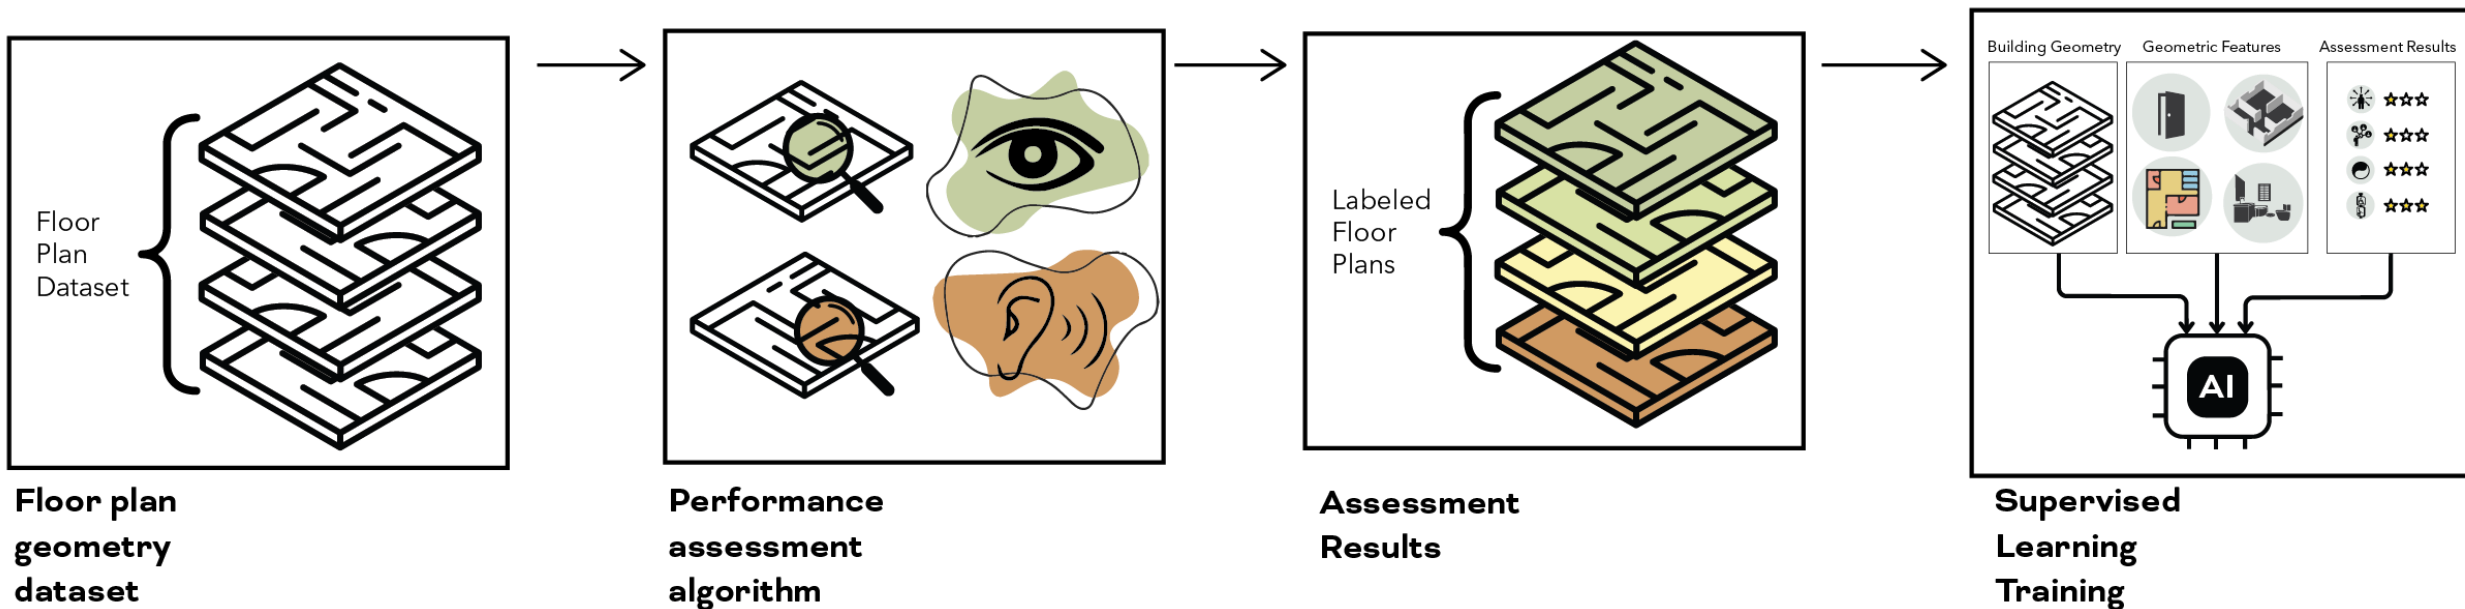 Floor
Plan
Dataset
Floor plan
geometry
dataset
Performance
assessment
algorithm
Labeled
Floor
Plans
Assessment
Results
Building Geometry
Geometric Features
Assessment Results
AI
Supervised
Learning
Training